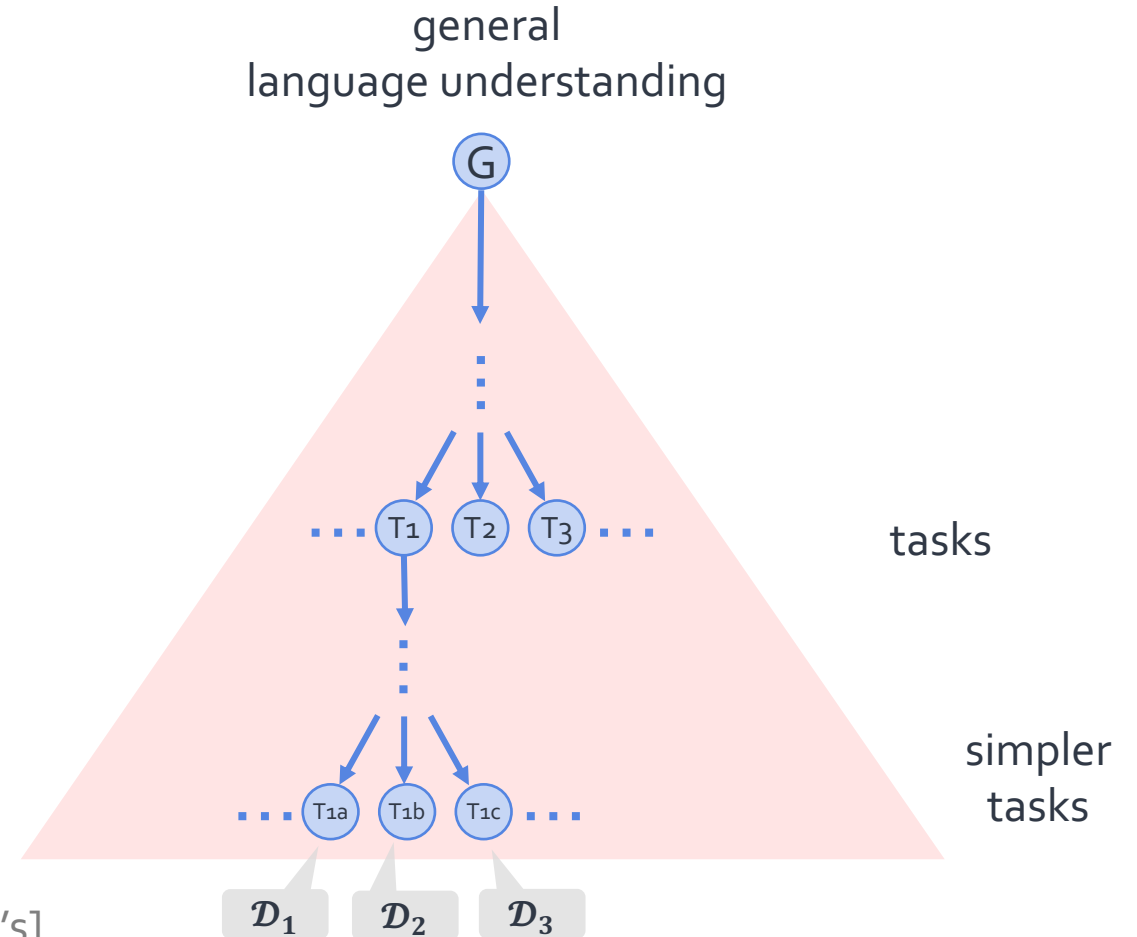 general
language understanding
G
T1 T2 T3
tasks
simpler
tasks
T1a T1b T1c
𝒟1 𝒟2 𝒟3
's]